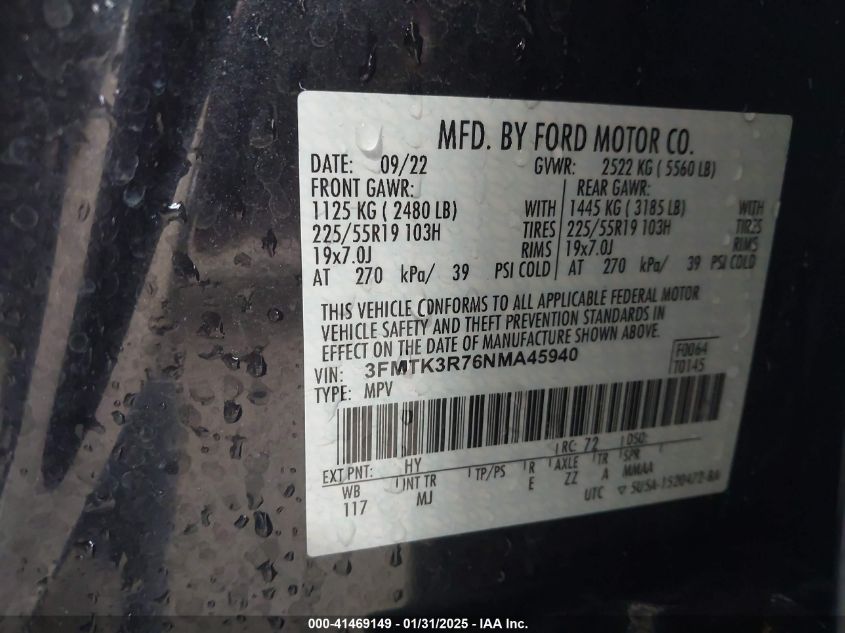 MFD. BY FORD MOTOR CO.
DATE: 09/22 GVWR: 2522 KG ( 5560 LB)
FRONT GAWR: REAR GAWR:
1125 KG ( 2480 LB) WITH 1445 KG ( 3185 LB) WITH
225/55R19 103H TIRES 225/55R19 103H TIRES
19x7.0J RIMS 19x7.0J RIMS
AT 270 kPa/ 39 PSI COLD AT 270 kPa/ 39 PSI COLD
THIS VEHICLE CONFORMS TO ALL APPLICABLE FEDERAL MOTOR
VEHICLE SAFETY AND THEFT PREVENTION STANDARDS IN
EFFECT ON THE DATE OF MANUFACTURE SHOWN ABOVE.
VIN: 3FMTK3R76NMA45940 F0064
TYPE: MPV T0145
RC: 72 DSO:
EXT PNT: HY
WB INT TR TP/PS R AXLE TR SPR
117 MJ E ZZ A MMAA
UTC ▽ 5U5A-1520472-BA
000-41469149 - 01/31/2025 - IAA Inc.